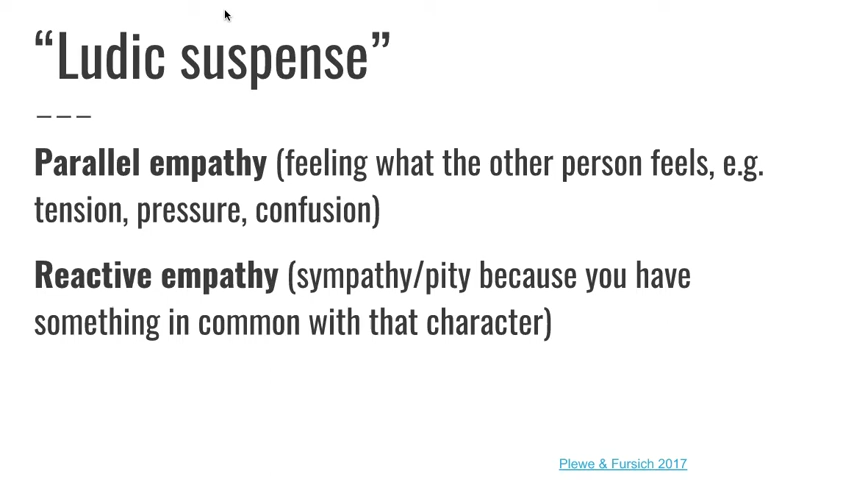 “Ludic suspense”
Parallel empathy (feeling what the other person feels, e.g.
tension, pressure, confusion)
Reactive empathy (sympathy/pity because you have
something in common with that character)
Plewe & Fursich 2017